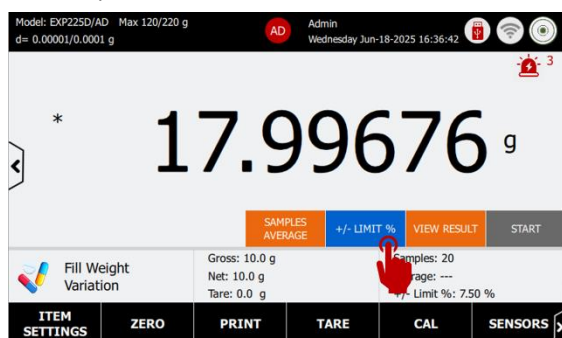 Model: EXP225D/AD Max 120/220 g
d= 0.00001/0.0001 g
AD
Admin
Wednesday Jun-18-2025 16:36:42
3
*
17.99676 g
SAMPLES
AVERAGE
+/- LIMIT %
VIEW RESULT
START
Fill Weight
Variation
Gross: 10.0 g
Net: 10.0 g
Tare: 0.0 g
Samples: 20
rage: ---
+/- Limit %: 7.50 %
ITEM
SETTINGS
ZERO
PRINT
TARE
CAL
SENSORS